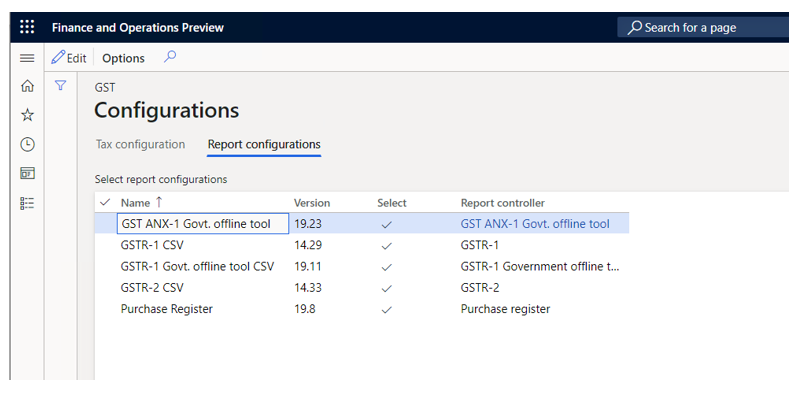 Finance and Operations Preview
Search for a page
Edit Options
GST
Configurations
Tax configuration Report configurations
Select report configurations
Name Version Select Report controller
GST ANX-1 Govt. offline tool 19.23 GST ANX-1 Govt. offline tool
GSTR-1 CSV 14.29 GSTR-1
GSTR-1 Govt. offline tool CSV 19.11 GSTR-1 Government offline t...
GSTR-2 CSV 14.33 GSTR-2
Purchase Register 19.8 Purchase register